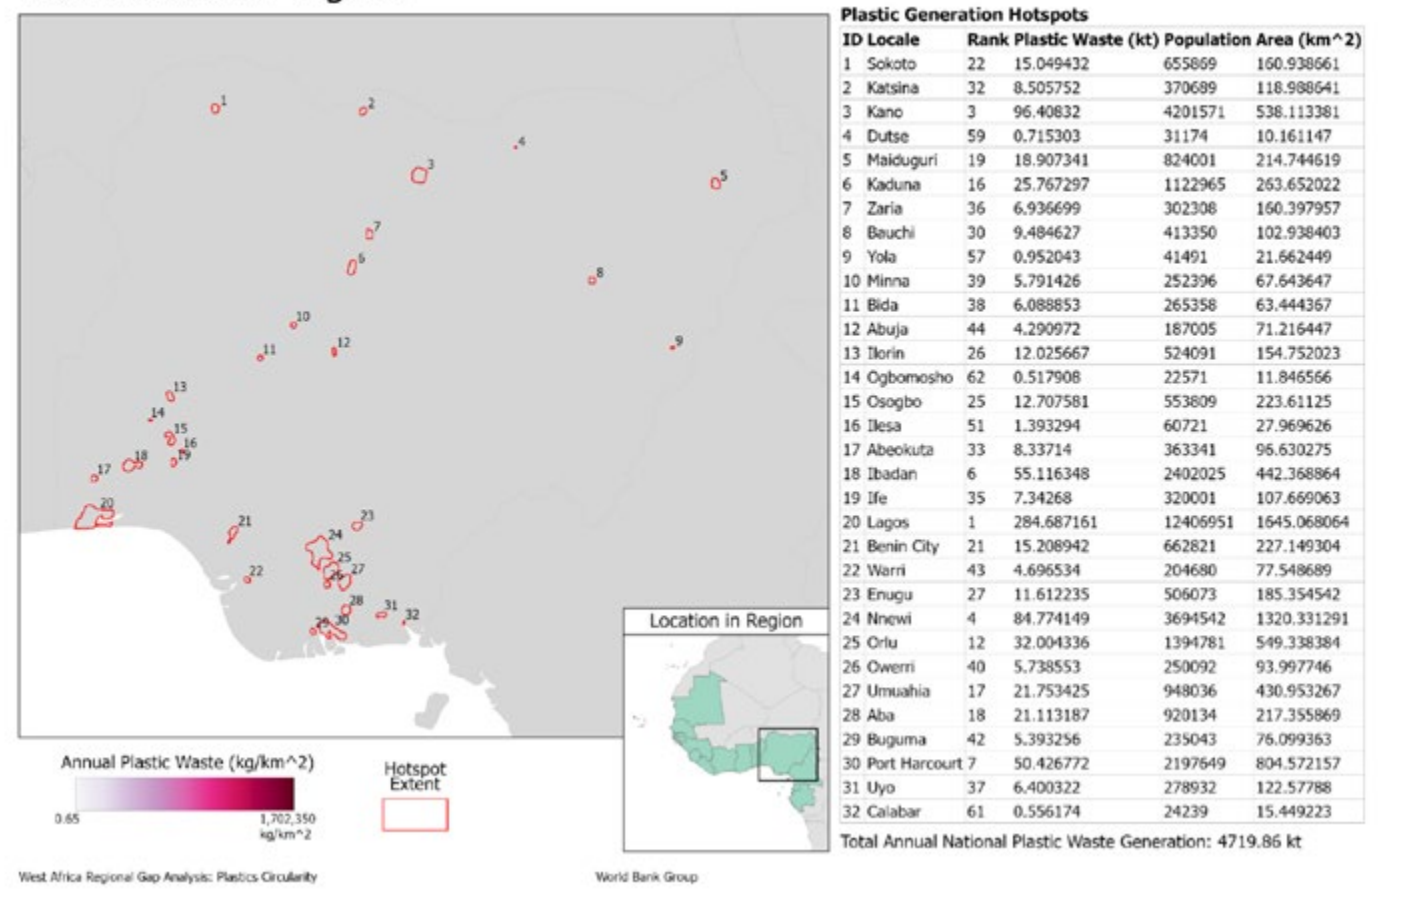 Plastic Generation Hotspots
ID Locale Rank Plastic Waste (kt) Population Area (km^2)
1 Sokoto 22 15.049432 655869 160.938661
2 Katsina 32 8.505752 370689 118.988641
3 Kano 3 96.40832 4201571 538.113381
4 Dutse 59 0.715303 31174 10.161147
5 Maiduguri 19 18.907341 824001 214.744619
6 Kaduna 16 25.767297 1122965 263.652022
7 Zaria 36 6.936699 302308 160.397957
8 Bauchi 30 9.484627 413350 102.938403
9 Yola 57 0.952043 41491 21.662449
10 Minna 39 5.791426 252396 67.643647
11 Bida 38 6.088853 265358 63.444367
12 Abuja 44 4.290972 187005 71.216447
13 Ilorin 26 12.025667 524091 154.752023
14 Ogbomosho 62 0.517908 22571 11.846566
15 Osogbo 25 12.707581 553809 223.61125
16 Ilesa 51 1.393294 60721 27.969626
17 Abeokuta 33 8.33714 363341 96.630275
18 Ibadan 6 55.116348 2402025 442.368864
19 Ife 35 7.34268 320001 107.669063
20 Lagos 1 284.687161 12406951 1645.068064
21 Benin City 21 15.208942 662821 227.149304
22 Warri 43 4.696534 204680 77.548689
23 Enugu 27 11.612235 506073 185.354542
24 Nnewi 4 84.774149 3694542 1320.331291
25 Orlu 12 32.004336 1394781 549.338384
26 Owerri 40 5.738553 250092 93.997746
27 Umuahia 17 21.753425 948036 430.953267
28 Aba 18 21.113187 920134 217.355869
29 Buguma 42 5.393256 235043 76.099363
30 Port Harcourt 7 50.426772 2197649 804.572157
31 Uyo 37 6.400322 278932 122.57788
32 Calabar 61 0.556174 24239 15.449223
Total Annual National Plastic Waste Generation: 4719.86 kt
1
2
3
4
5
7
6
8
10
11
12
9
13
14
15
16
19
18
17
20
21
22
23
24
25
26
27
28
29
30
31
32
Location in Region
Annual Plastic Waste (kg/km^2)
0.65
1,702,350
kg/km^2
Hotspot
Extent
West Africa Regional Gap Analysis: Plastics Circularity
World Bank Group